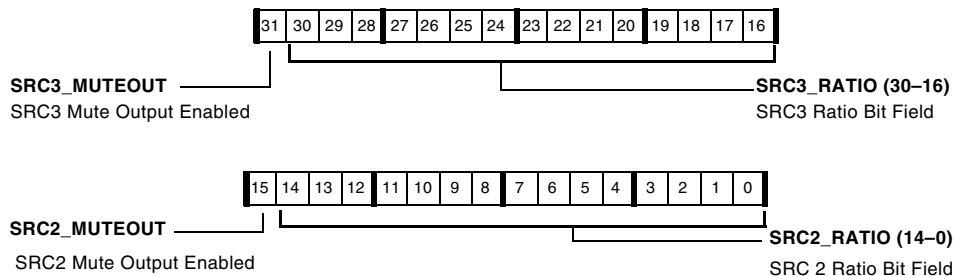 31 30 29 28 27 26 25 24 23 22 21 20 19 18 17 16
SRC3_MUTEOUT
SRC3 Mute Output Enabled
SRC3_RATIO (30–16)
SRC3 Ratio Bit Field
15 14 13 12 11 10 9 8 7 6 5 4 3 2 1 0
SRC2_MUTEOUT
SRC2 Mute Output Enabled
SRC2_RATIO (14–0)
SRC 2 Ratio Bit Field